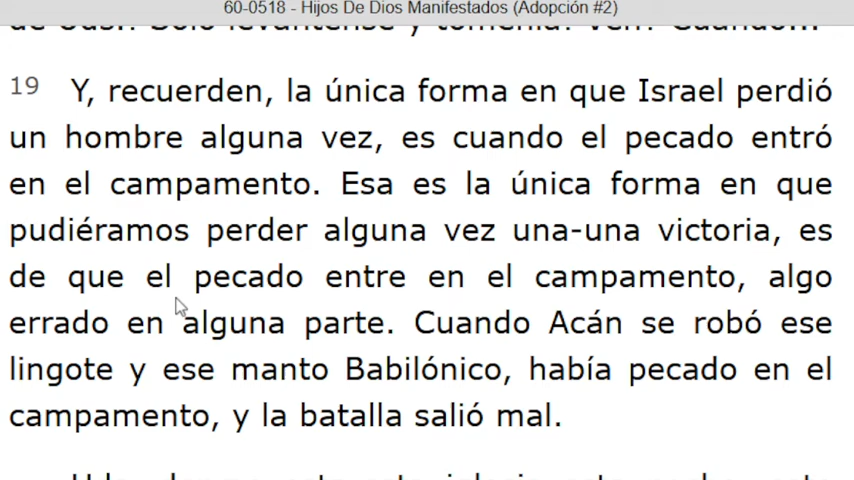 60-0518 - Hijos De Dios Manifestados (Adopción #2)
19 Y, recuerden, la única forma en que Israel perdió
un hombre alguna vez, es cuando el pecado entró
en el campamento. Esa es la única forma en que
pudiéramos perder alguna vez una-una victoria, es
de que el pecado entre en el campamento, algo
errado en alguna parte. Cuando Acán se robó ese
lingote y ese manto Babilónico, había pecado en el
campamento, y la batalla salió mal.